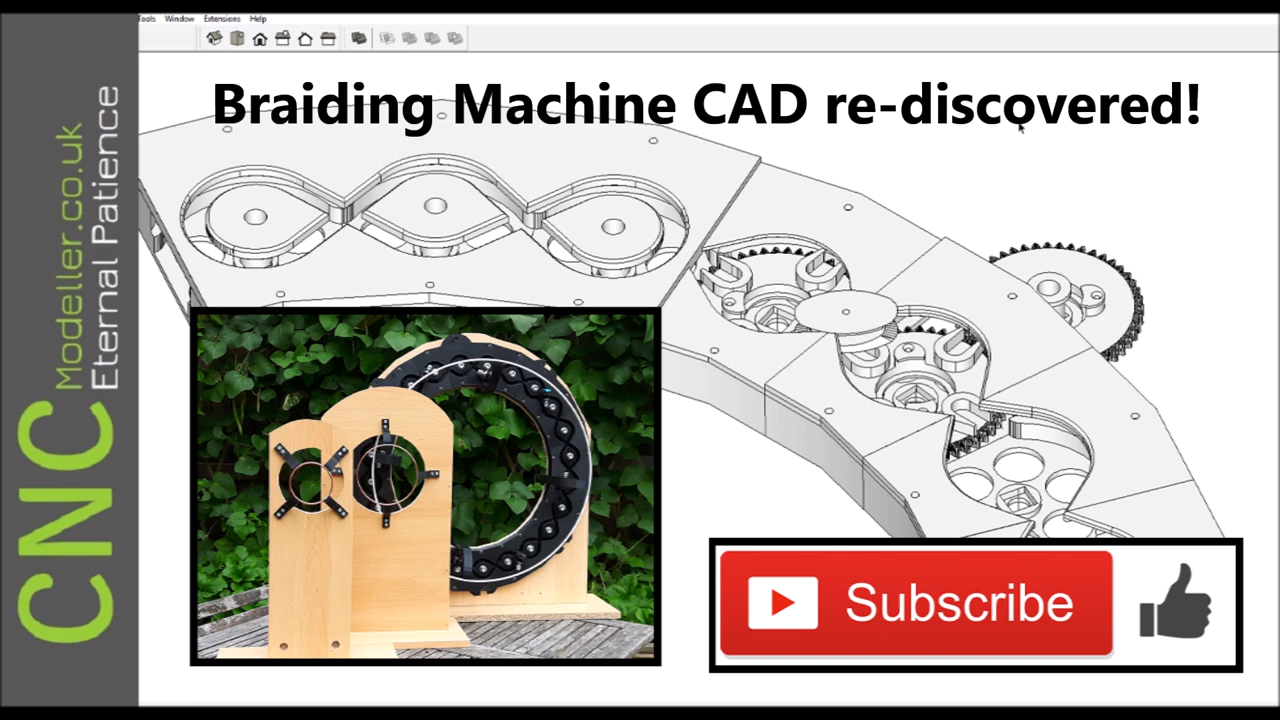 Tools Window Extensions Help
Braiding Machine CAD re-discovered!
CNC
Modeller.co.uk
Eternal Patience
Subscribe